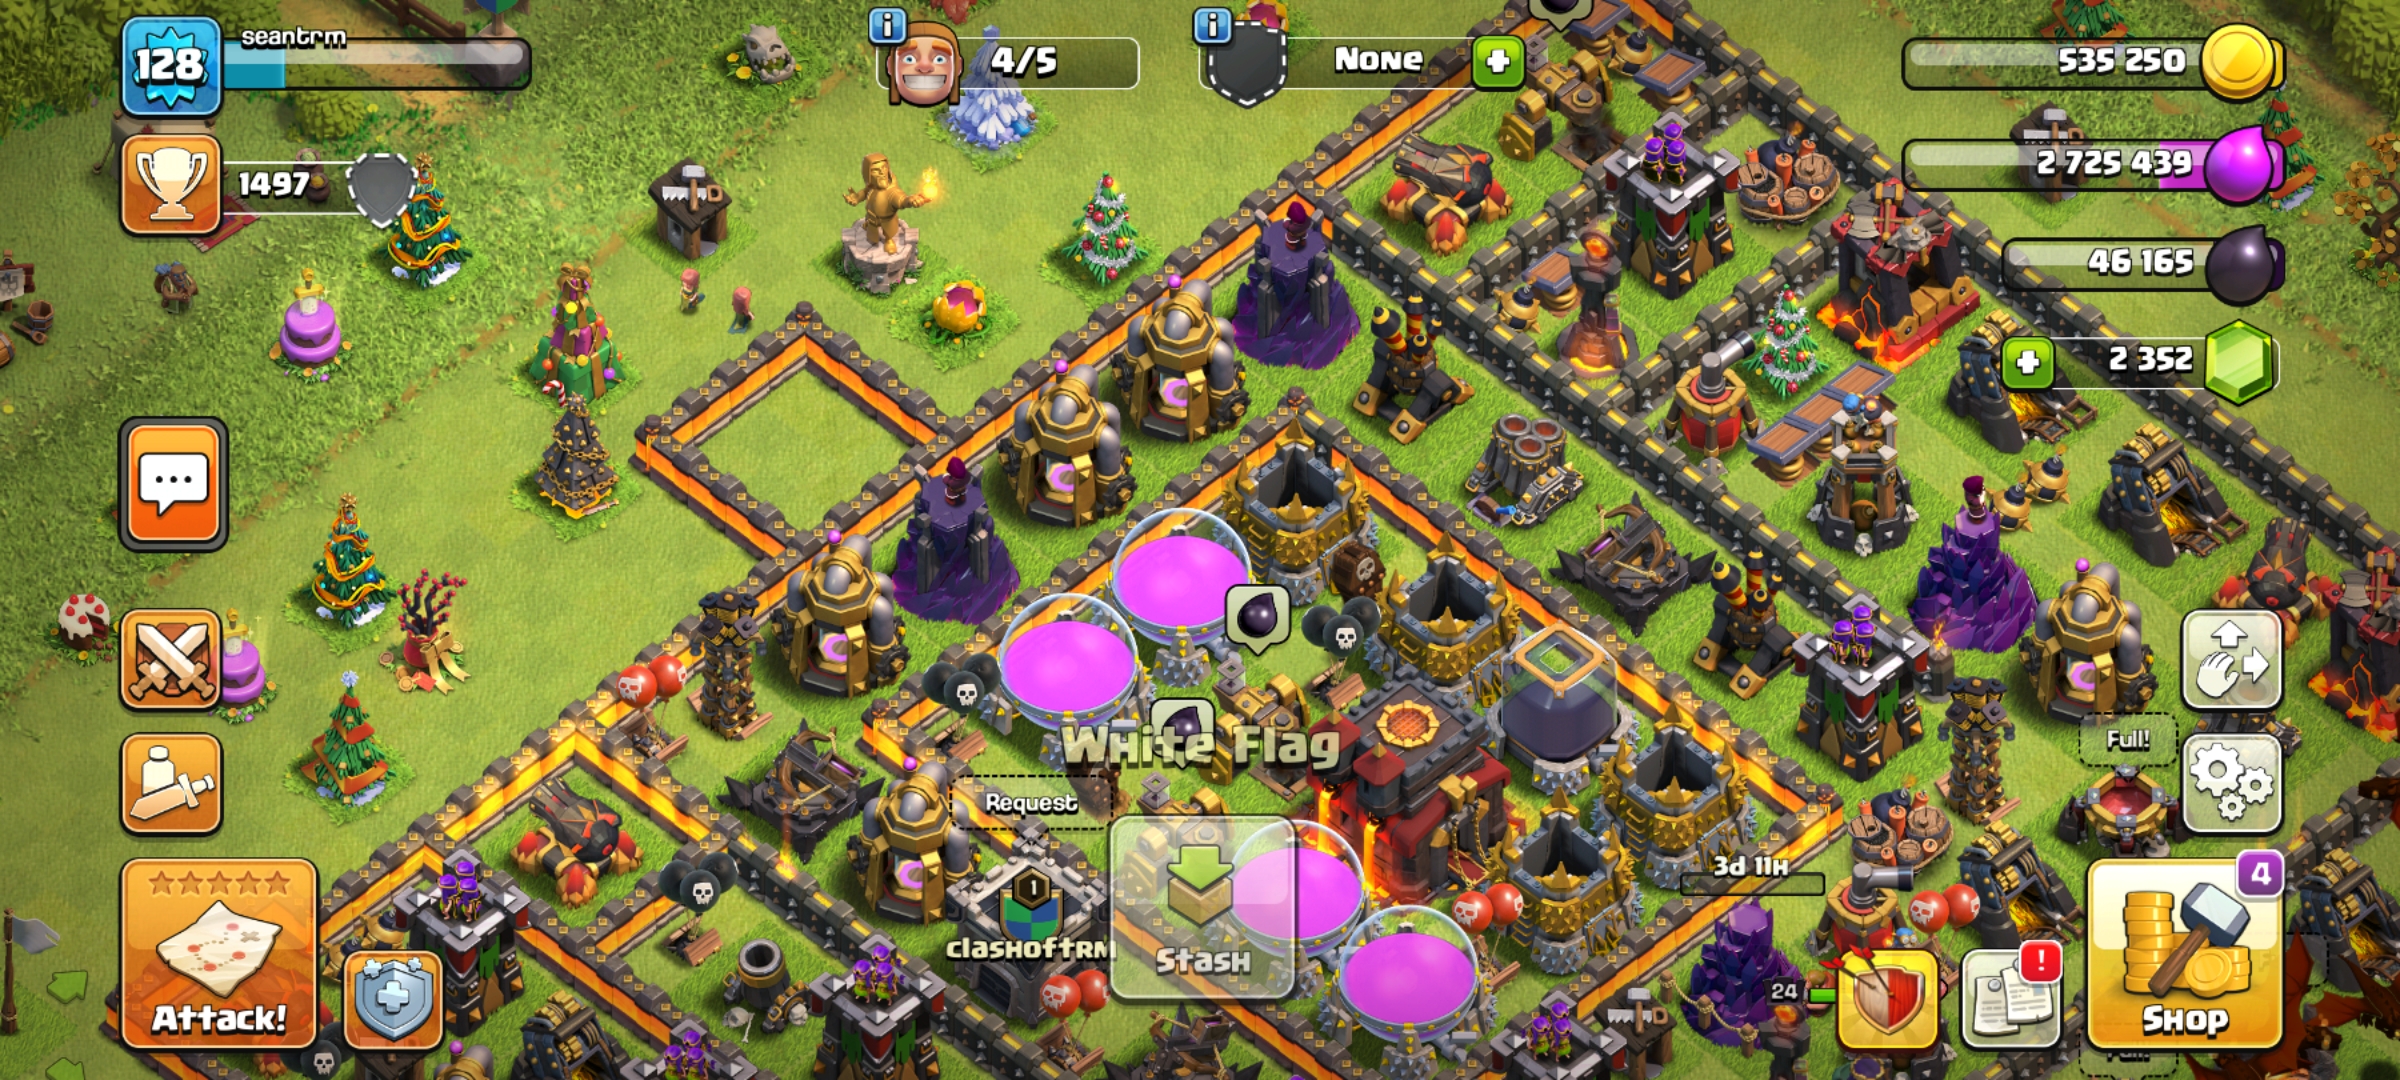 seantrm
128
4/5
None
535 250
1497
2 725 439
46 165
2 352
White Flag
Full!
Request
1
3d 11h
clashoftrm
Stash
4
24
!
Attack!
Shop